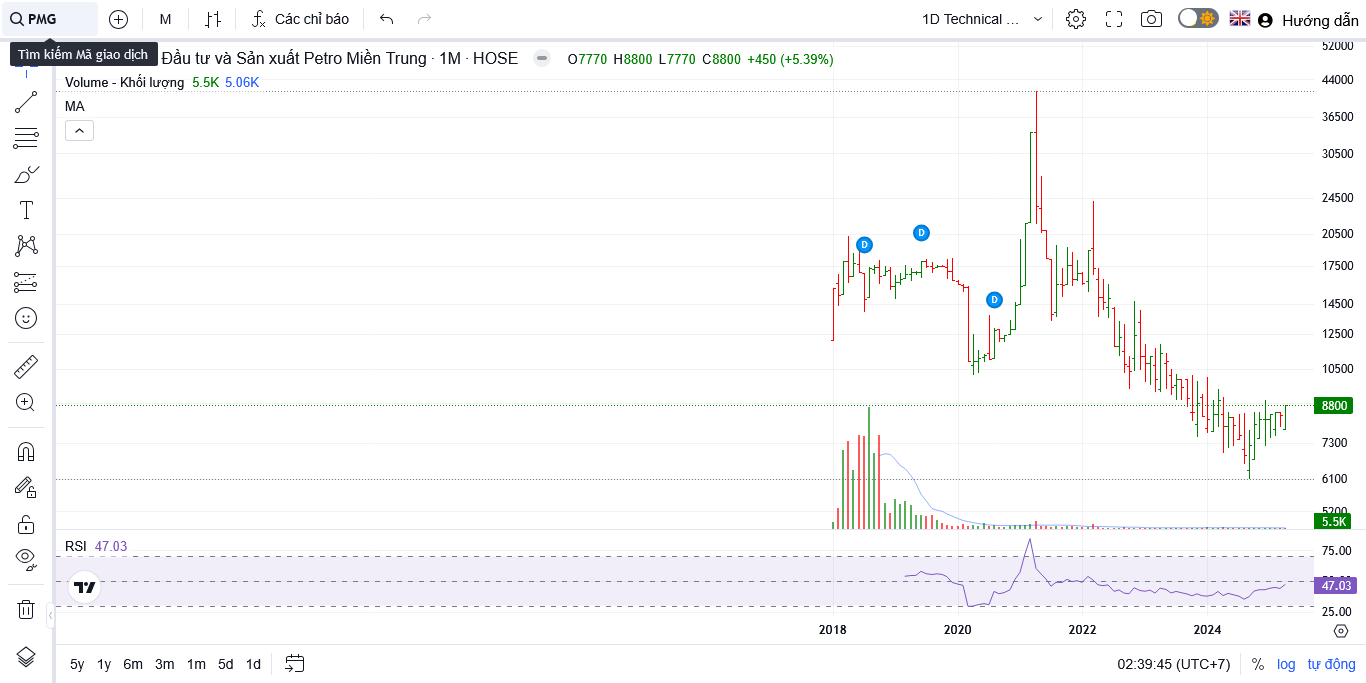 PMG
M
Các chỉ báo
1D Technical ...
Hướng dẫn
Tìm kiếm Mã giao dịch
Đầu tư và Sản xuất Petro Miền Trung · 1M · HOSE
O7770 H8800 L7770 C8800 +450 (+5.39%)
Volume - Khối lượng 5.5K 5.06K
MA
52000
44000
36500
30500
24500
20500
17500
14500
12500
10500
8800
7300
6100
5200
5.5K
D
D
D
RSI 47.03
75.00
47.03
25.00
2018 2020 2022 2024
5y 1y 6m 3m 1m 5d 1d
02:39:45 (UTC+7) % log tự động